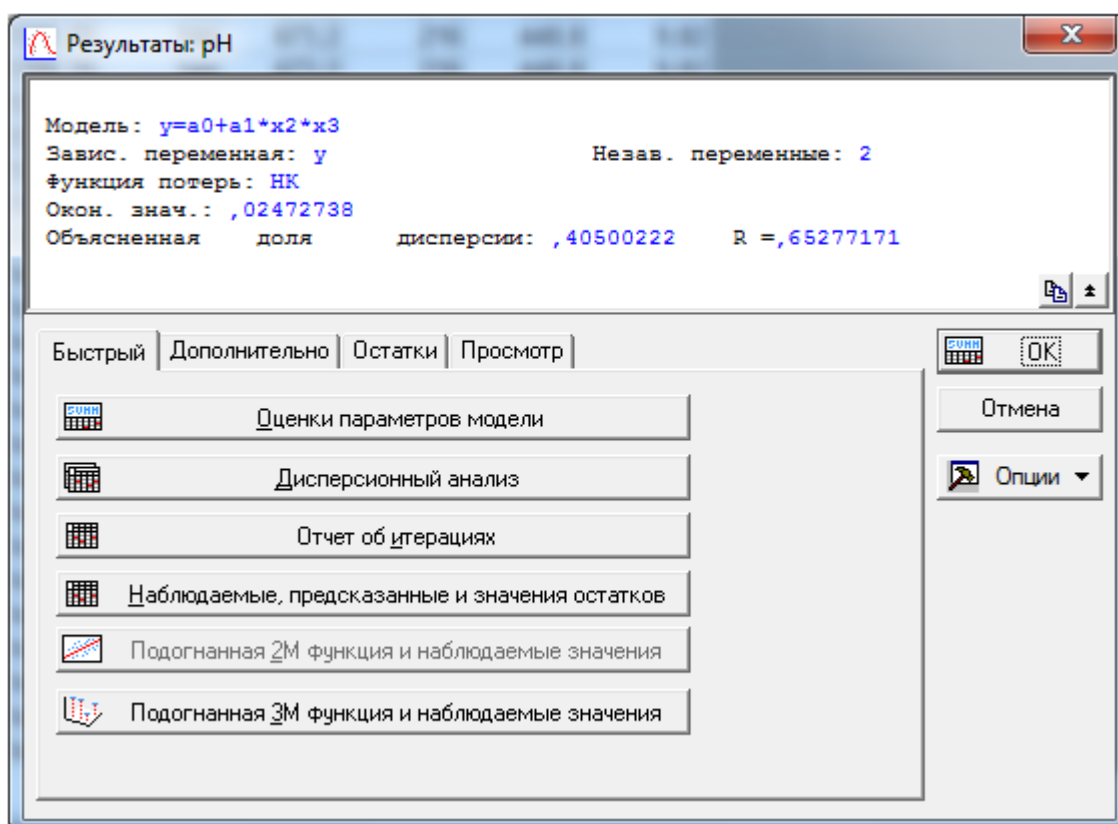 Результаты: pH
Модель: y=a0+a1*x2*x3
Завис. переменная: y Незав. переменные: 2
Функция потерь: НК
Окон. знач.: ,02472738
Объясненная доля дисперсии: ,40500222 R =,65277171
Быстрый Дополнительно Остатки Просмотр
SUMM OK
SUMM Оценки параметров модели
Отмена
Дисперсионный анализ
Опции
Отчет об итерациях
Наблюдаемые, предсказанные и значения остатков
Подогнанная 2М функция и наблюдаемые значения
Подогнанная 3М функция и наблюдаемые значения